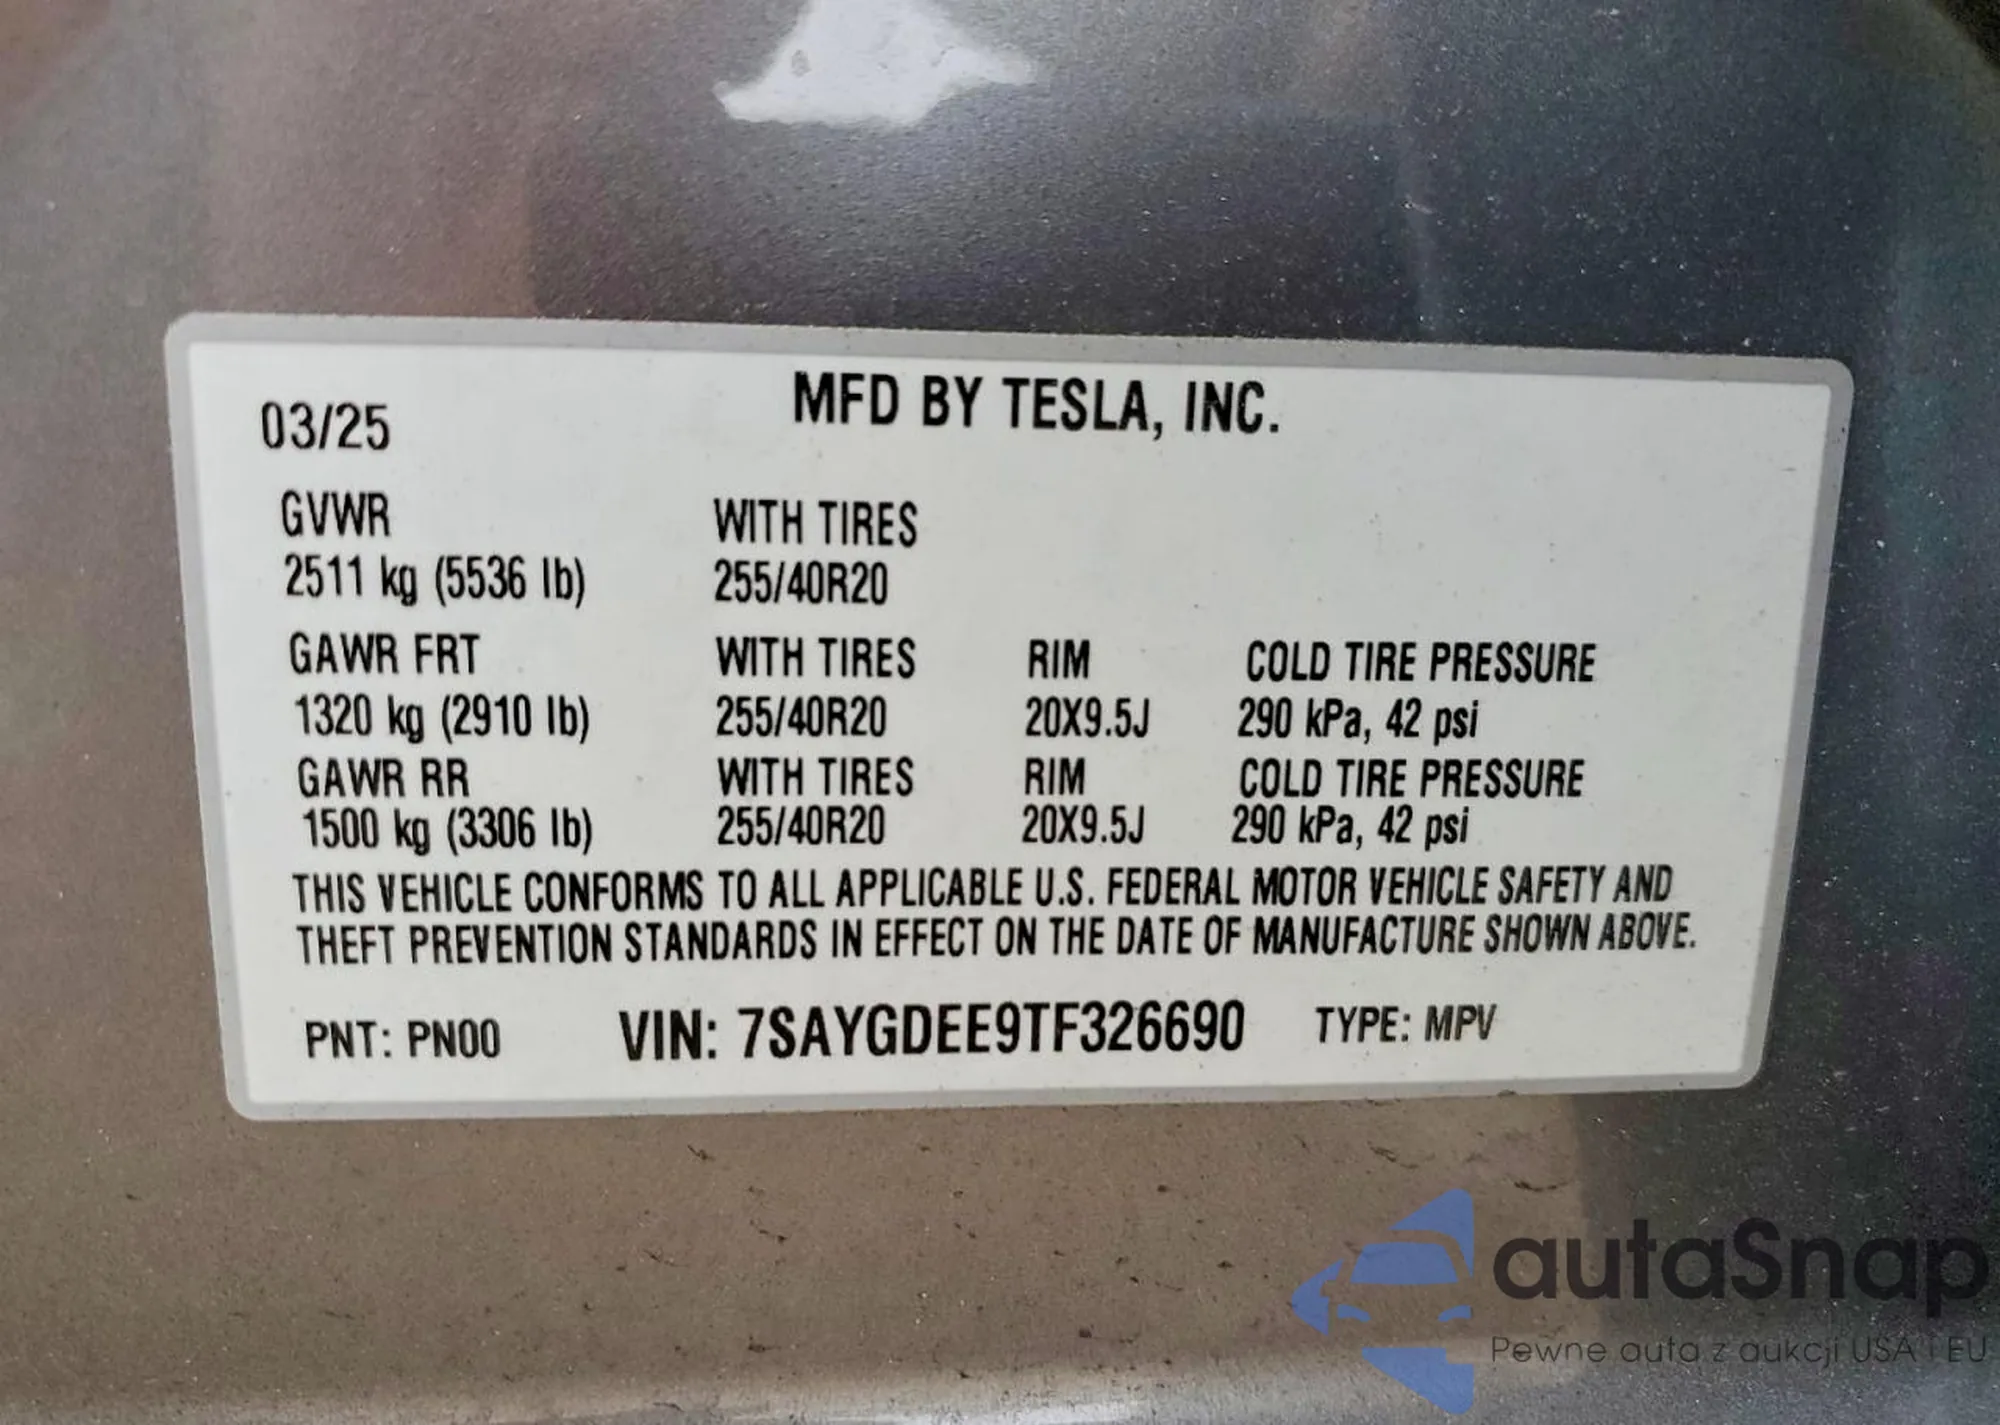 03/25 MFD BY TESLA, INC.
GVWR WITH TIRES
2511 kg (5536 lb) 255/40R20
GAWR FRT WITH TIRES RIM COLD TIRE PRESSURE
1320 kg (2910 lb) 255/40R20 20X9.5J 290 kPa, 42 psi
GAWR RR WITH TIRES RIM COLD TIRE PRESSURE
1500 kg (3306 lb) 255/40R20 20X9.5J 290 kPa, 42 psi
THIS VEHICLE CONFORMS TO ALL APPLICABLE U.S. FEDERAL MOTOR VEHICLE SAFETY AND
THEFT PREVENTION STANDARDS IN EFFECT ON THE DATE OF MANUFACTURE SHOWN ABOVE.
PNT: PN00 VIN: 7SAYGDEE9TF326690 TYPE: MPV
autaSnap
Pewne auta z aukcji USA i EU